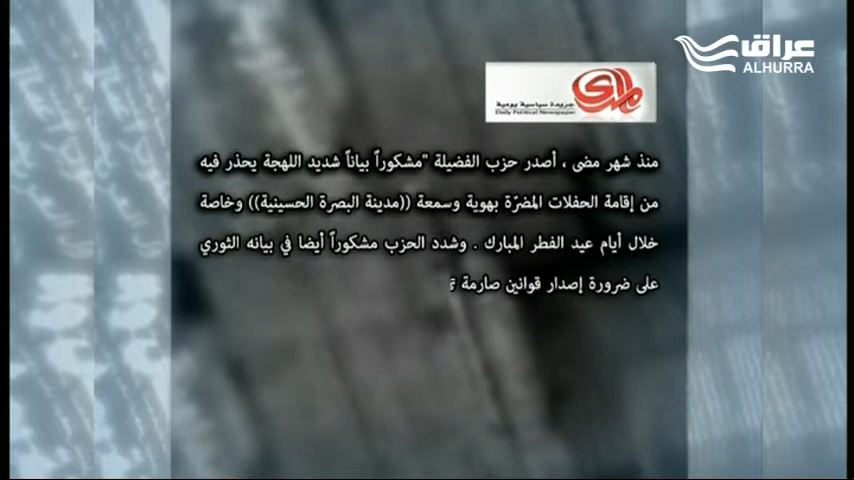 عراق
ALHURRA
المدى
جريدة سياسية يومية
Daily Political Newspaper
منذ شهر مضى ، أصدر حزب الفضيلة "مشكوراً بياناً شديد اللهجة يحذر فيه
من إقامة الحفلات المضرّة بهوية وسمعة ((مدينة البصرة الحسينية)) وخاصة
خلال أيام عيد الفطر المبارك . وشدد الحزب مشكوراً أيضا في بيانه الثوري
على ضرورة إصدار قوانين صارمة